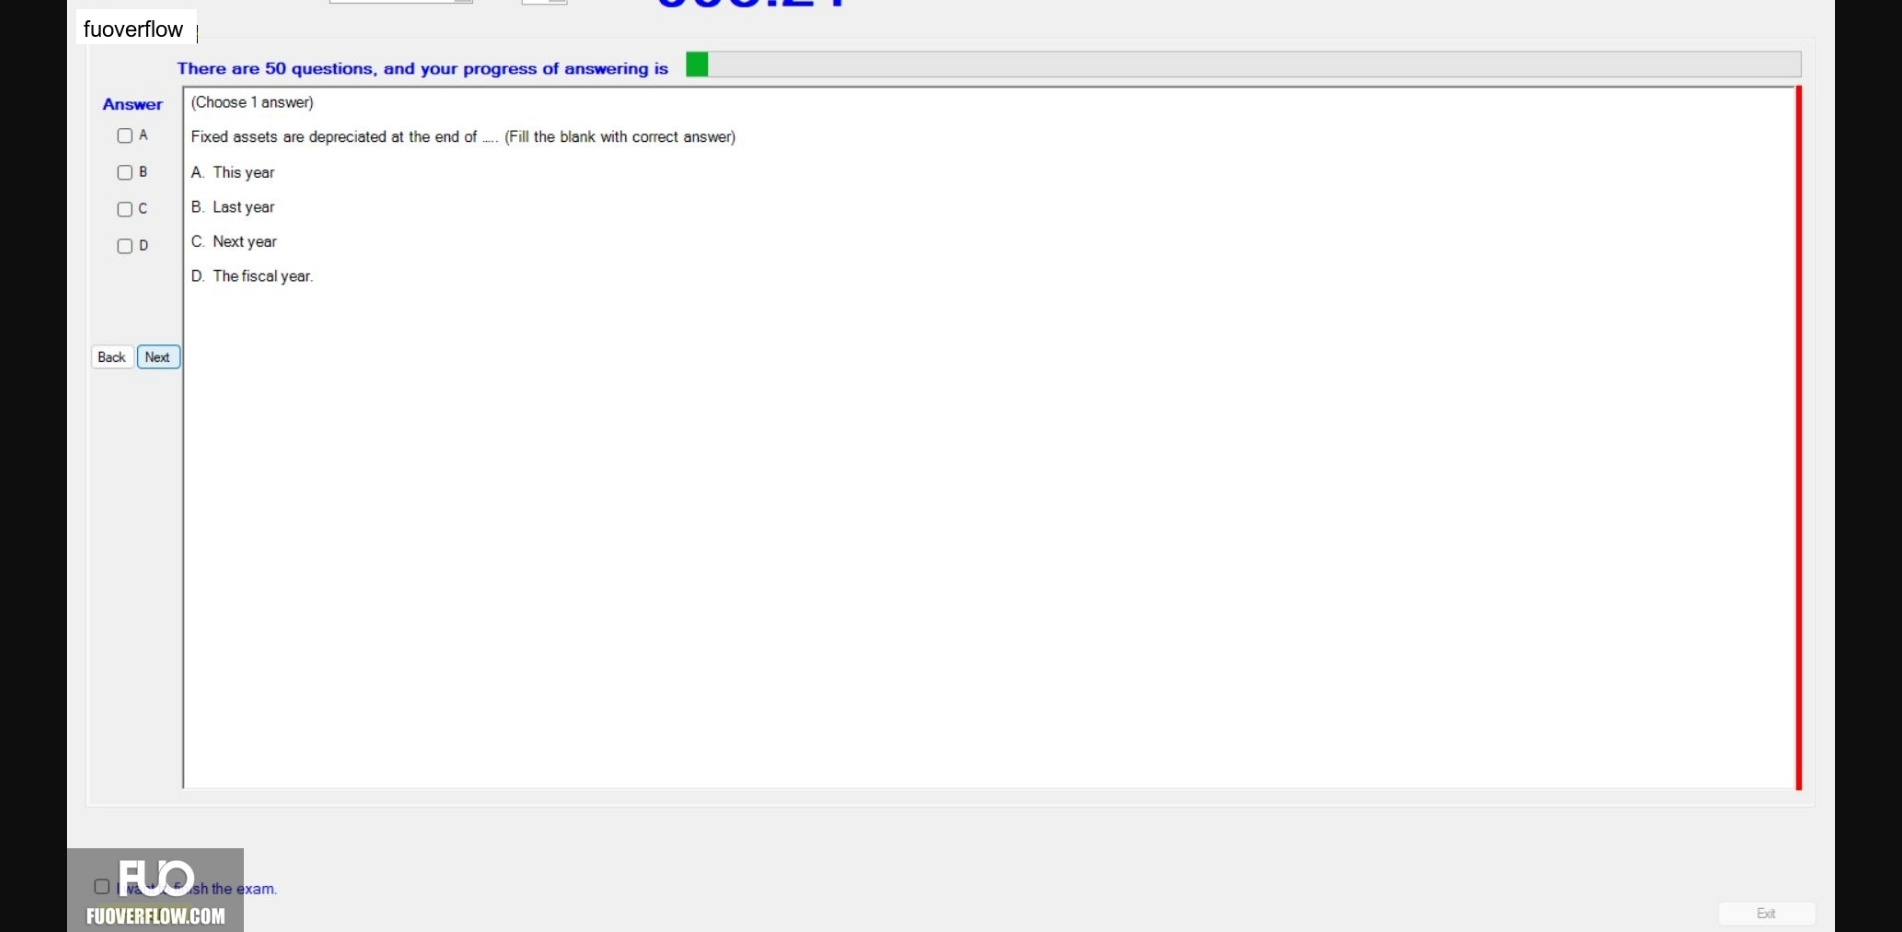 fuoverflow
There are 50 questions, and your progress of answering is
Answer
(Choose 1 answer)
A
Fixed assets are depreciated at the end of ..... (Fill the blank with correct answer)
B
A. This year
C
B. Last year
D
C. Next year
D. The fiscal year.
Back Next
FUO
finish the exam.
FUOVERFLOW.COM
Exit